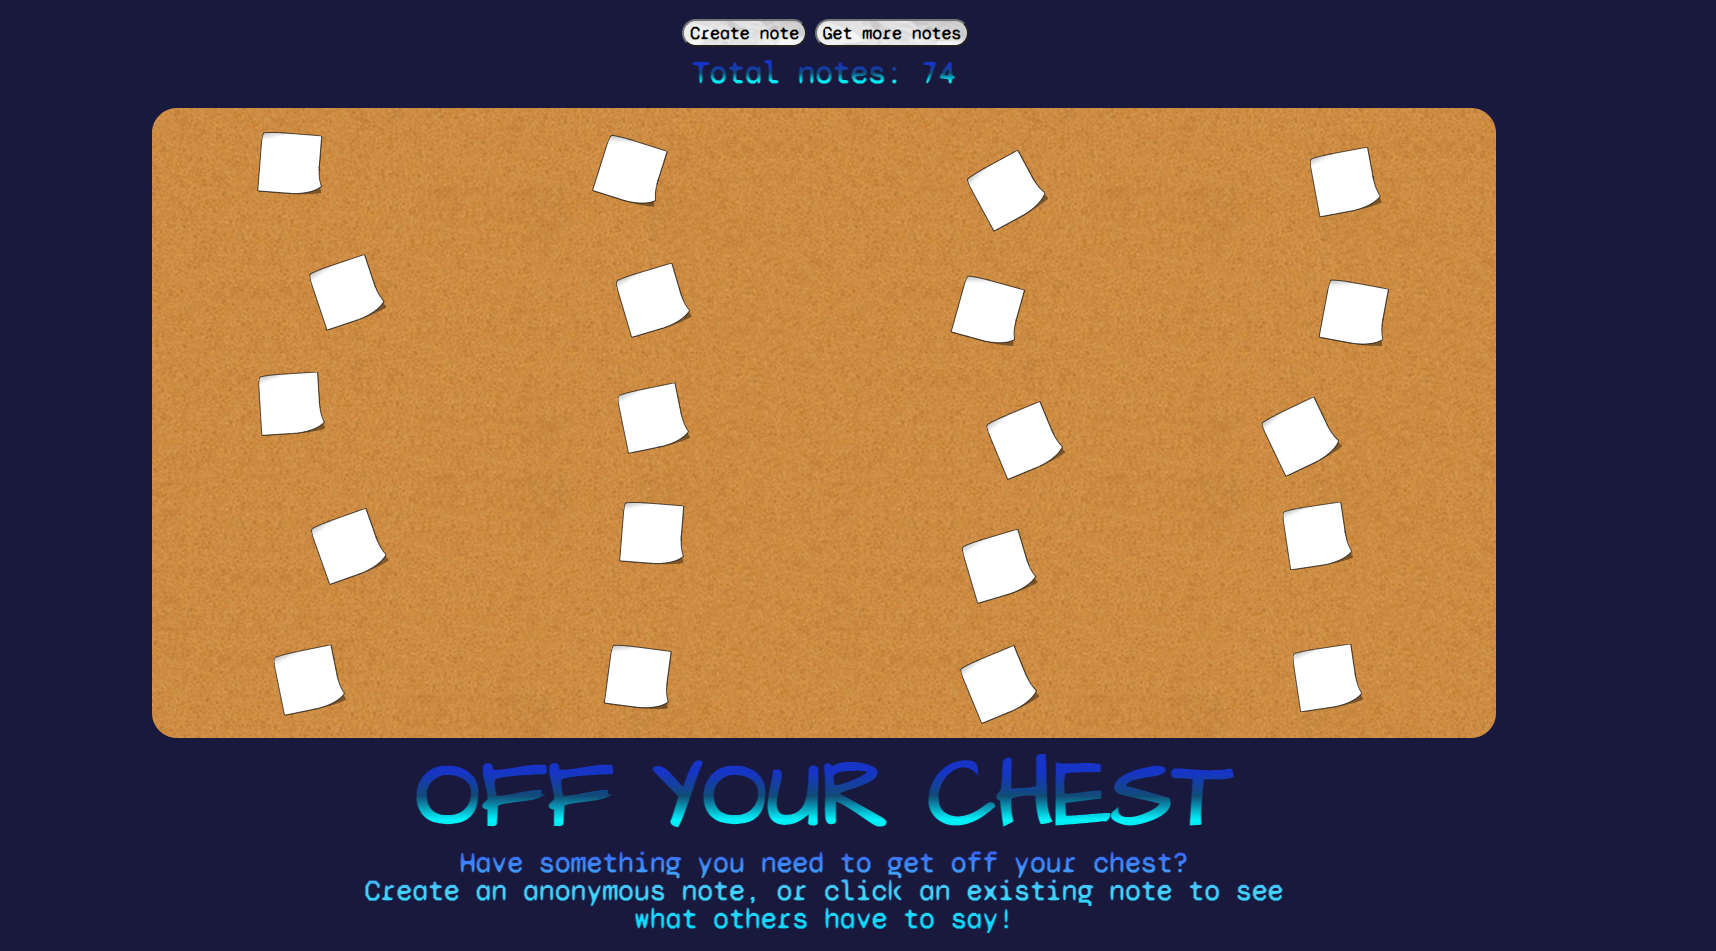 Create note Get more notes
Total notes: 74
OFF YOUR CHEST
Have something you need to get off your chest?
Create an anonymous note, or click an existing note to see
what others have to say!